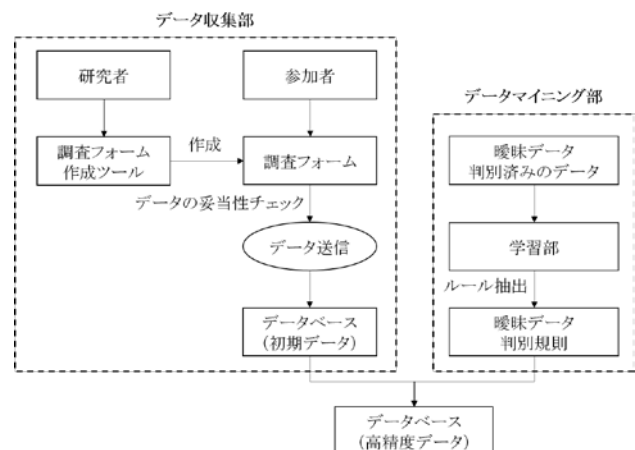 データ収集部
研究者
参加者
調査フォーム
作成ツール
作成
調査フォーム
データの妥当性チェック
データ送信
データベース
(初期データ)
データマイニング部
曖昧データ
判別済みのデータ
学習部
ルール抽出
曖昧データ
判別規則
データベース
(高精度データ)